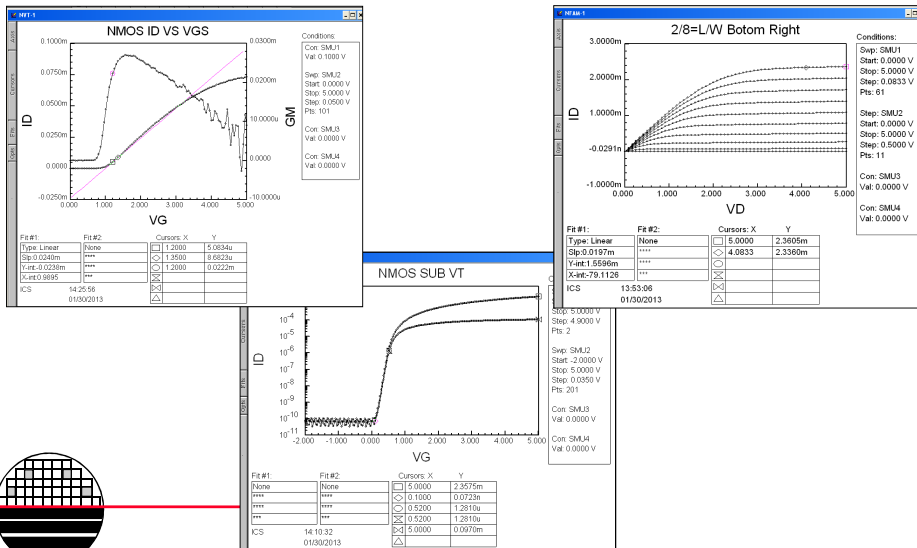 NVT-1
NMOS ID VS VGS
Axis
Cursors
Fits
Opts
0.1000m
0.0750m
0.0500m
0.0250m
0.0000
-0.0250m
ID
0.0300m
0.0200m
10.0000u
0.0000
-10.0000u
GM
0.000 1.000 2.000 3.000 4.000 5.000
VG
Conditions:
Con: SMU1
Val: 0.1000 V
Swp: SMU2
Start: 0.0000 V
Stop: 5.0000 V
Step: 0.0500 V
Pts: 101
Con: SMU3
Val: 0.0000 V
Con: SMU4
Val: 0.0000 V
Fit #1: Fit #2: Cursors: X Y
Type: Linear None 1.2000 5.0834u
Slp:0.0240m **** 1.3500 8.6823u
Y-int:-0.0238m **** 1.2000 0.0222m
X-int:0.9895 ***
ICS 14:25:56
01/30/2013
NFAM-1
2/8=L/W Botom Right
Axis
Cursors
Fits
Opts
3.0000m
2.0000m
1.0000m
-0.0291n
-1.0000m
ID
0.000 1.000 2.000 3.000 4.000 5.000
VD
Conditions:
Swp: SMU1
Start: 0.0000 V
Stop: 5.0000 V
Step: 0.0833 V
Pts: 61
Step: SMU2
Start: 0.0000 V
Stop: 5.0000 V
Step: 0.5000 V
Pts: 11
Con: SMU3
Val: 0.0000 V
Con: SMU4
Val: 0.0000 V
Fit #1: Fit #2: Cursors: X Y
Type: Linear None 5.0000 2.3605m
Slp:0.0197m **** 4.0833 2.3360m
Y-int:1.5596m ****
X-int:-79.1126 ***
ICS 13:53:06
01/30/2013
NMOS SUB VT
Cursors
Fits
Opts
10-4
10-5
10-6
10-7
10-8
10-9
10-10
10-11
ID
-2.000 -1.000 0.000 1.000 2.000 3.000 4.000 5.000
VG
Stop: 5.0000 V
Step: 4.9000 V
Pts: 2
Swp: SMU2
Start: -2.0000 V
Stop: 5.0000 V
Step: 0.0350 V
Pts: 201
Con: SMU3
Val: 0.0000 V
Con: SMU4
Val: 0.0000 V
Fit #1: Fit #2: Cursors: X Y
None None 5.0000 2.3575m
**** **** 0.1000 0.0723n
**** **** 0.5200 1.2810u
*** *** 0.5200 1.2810u
5.0000 0.0970m
ICS 14:10:32
01/30/2013